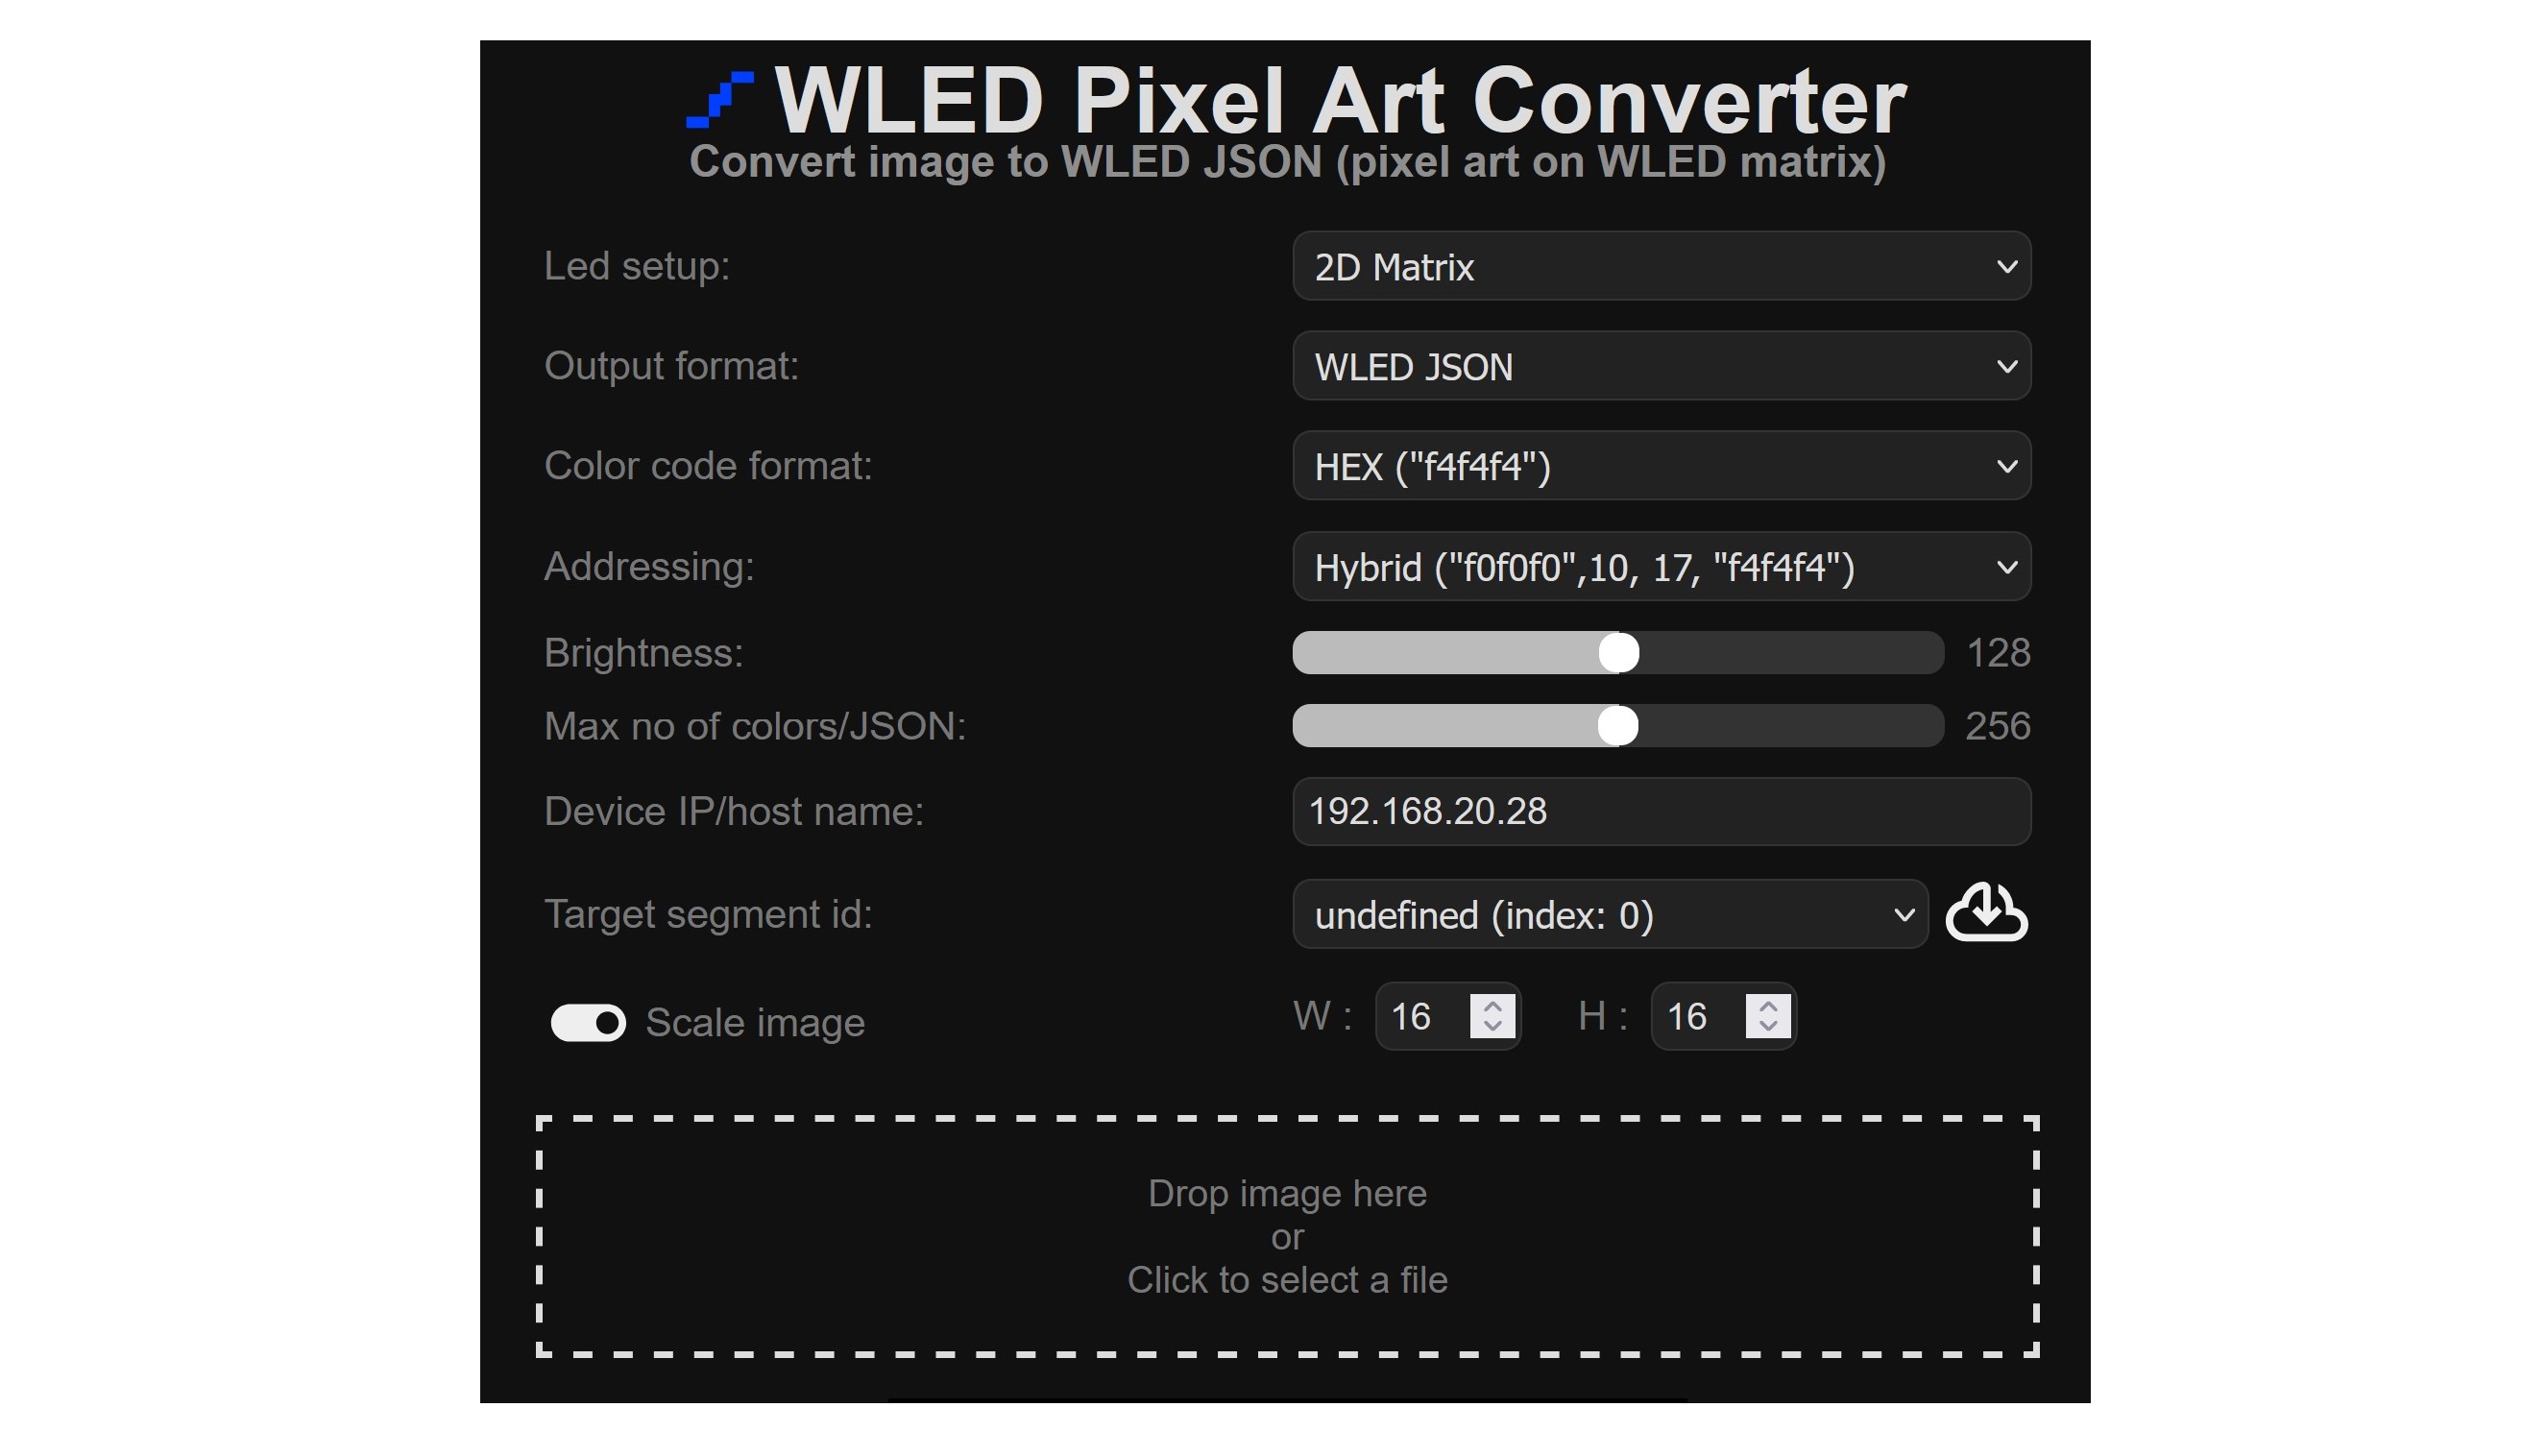 WLED Pixel Art Converter
Convert image to WLED JSON (pixel art on WLED matrix)
Led setup: 2D Matrix
Output format: WLED JSON
Color code format: HEX ("f4f4f4")
Addressing: Hybrid ("f0f0f0",10, 17, "f4f4f4")
Brightness: 128
Max no of colors/JSON: 256
Device IP/host name: 192.168.20.28
Target segment id: undefined (index: 0)
Scale image W : 16 H : 16
Drop image here
or
Click to select a file